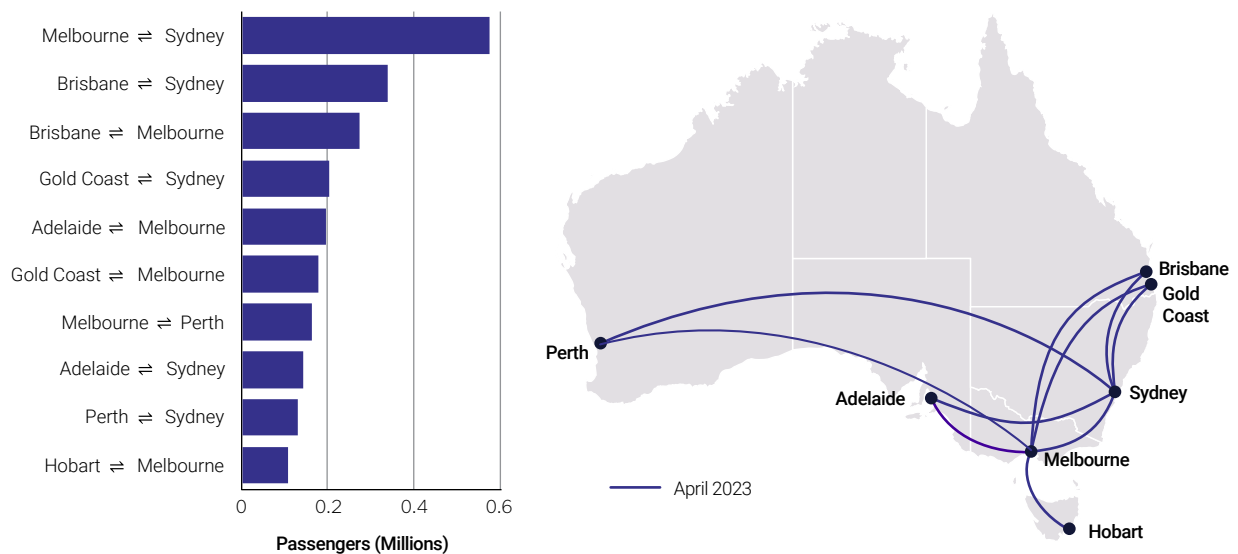 Melbourne ⇌ Sydney
Brisbane ⇌ Sydney
Brisbane ⇌ Melbourne
Gold Coast ⇌ Sydney
Adelaide ⇌ Melbourne
Gold Coast ⇌ Melbourne
Melbourne ⇌ Perth
Adelaide ⇌ Sydney
Perth ⇌ Sydney
Hobart ⇌ Melbourne
0 0.2 0.4 0.6
Passengers (Millions)
Brisbane
Gold
Coast
Perth
Adelaide
Sydney
Melbourne
April 2023
Hobart